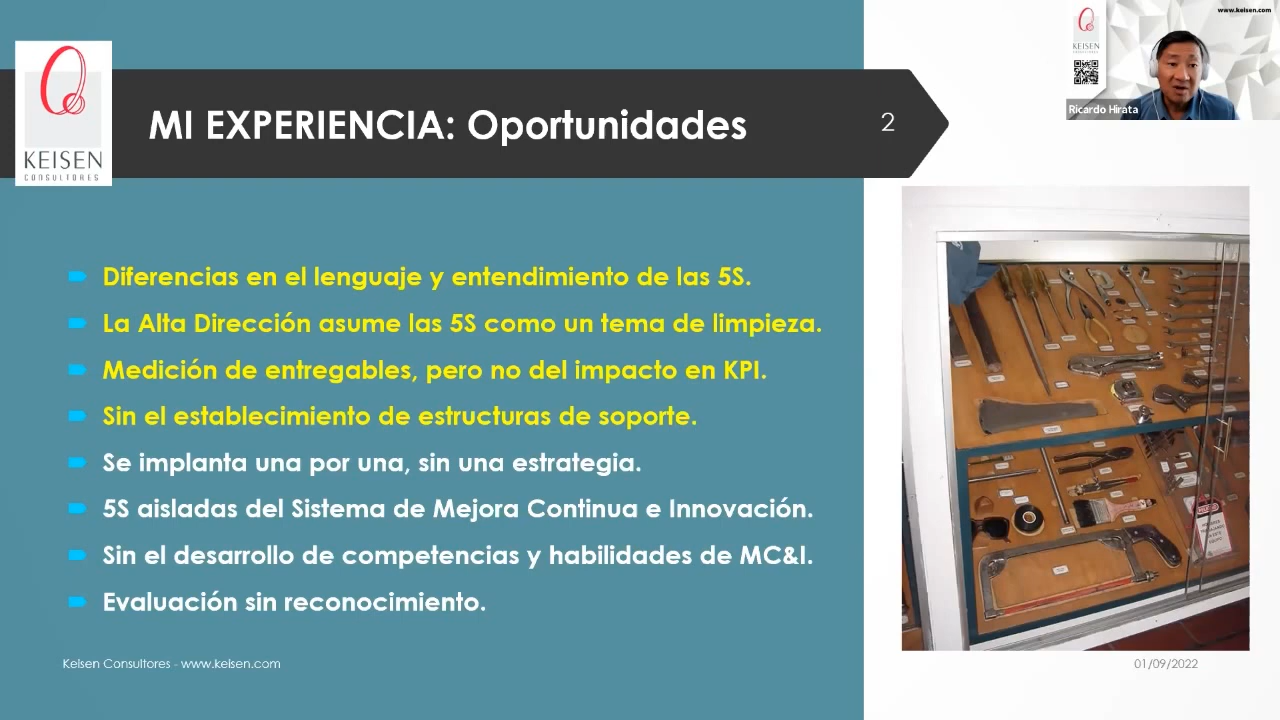 KEISEN
CONSULTORES
MI EXPERIENCIA: Oportunidades
2
www.keisen.com
KEISEN
Ricardo Hirata
Diferencias en el lenguaje y entendimiento de las 5S.
La Alta Dirección asume las 5S como un tema de limpieza.
Medición de entregables, pero no del impacto en KPI.
Sin el establecimiento de estructuras de soporte.
Se implanta una por una, sin una estrategia.
5S aisladas del Sistema de Mejora Continua e Innovación.
Sin el desarrollo de competencias y habilidades de MC&I.
Evaluación sin reconocimiento.
Keisen Consultores - www.keisen.com
01/09/2022